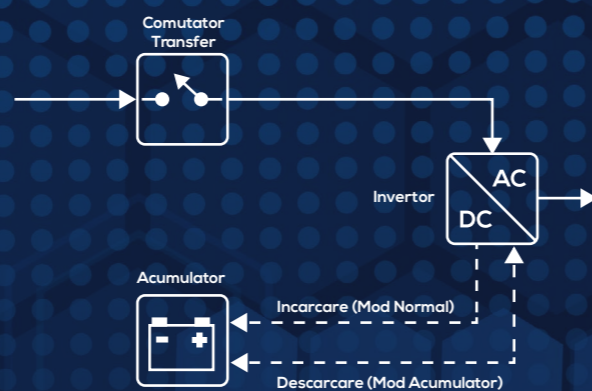 Comutator
Transfer
AC
Invertor
DC
Acumulator
Incarcare (Mod Normal)
- +
Descarcare (Mod Acumulator)